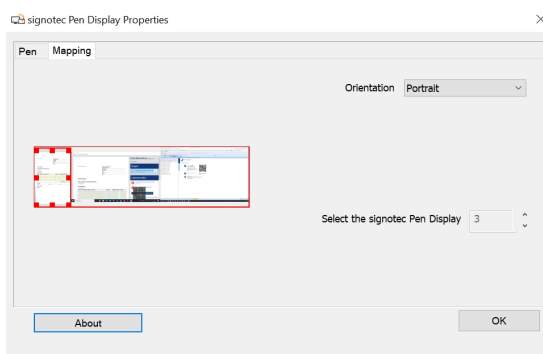 signotec Pen Display Properties
Pen Mapping
Orientation Portrait
Select the signotec Pen Display 3
About OK